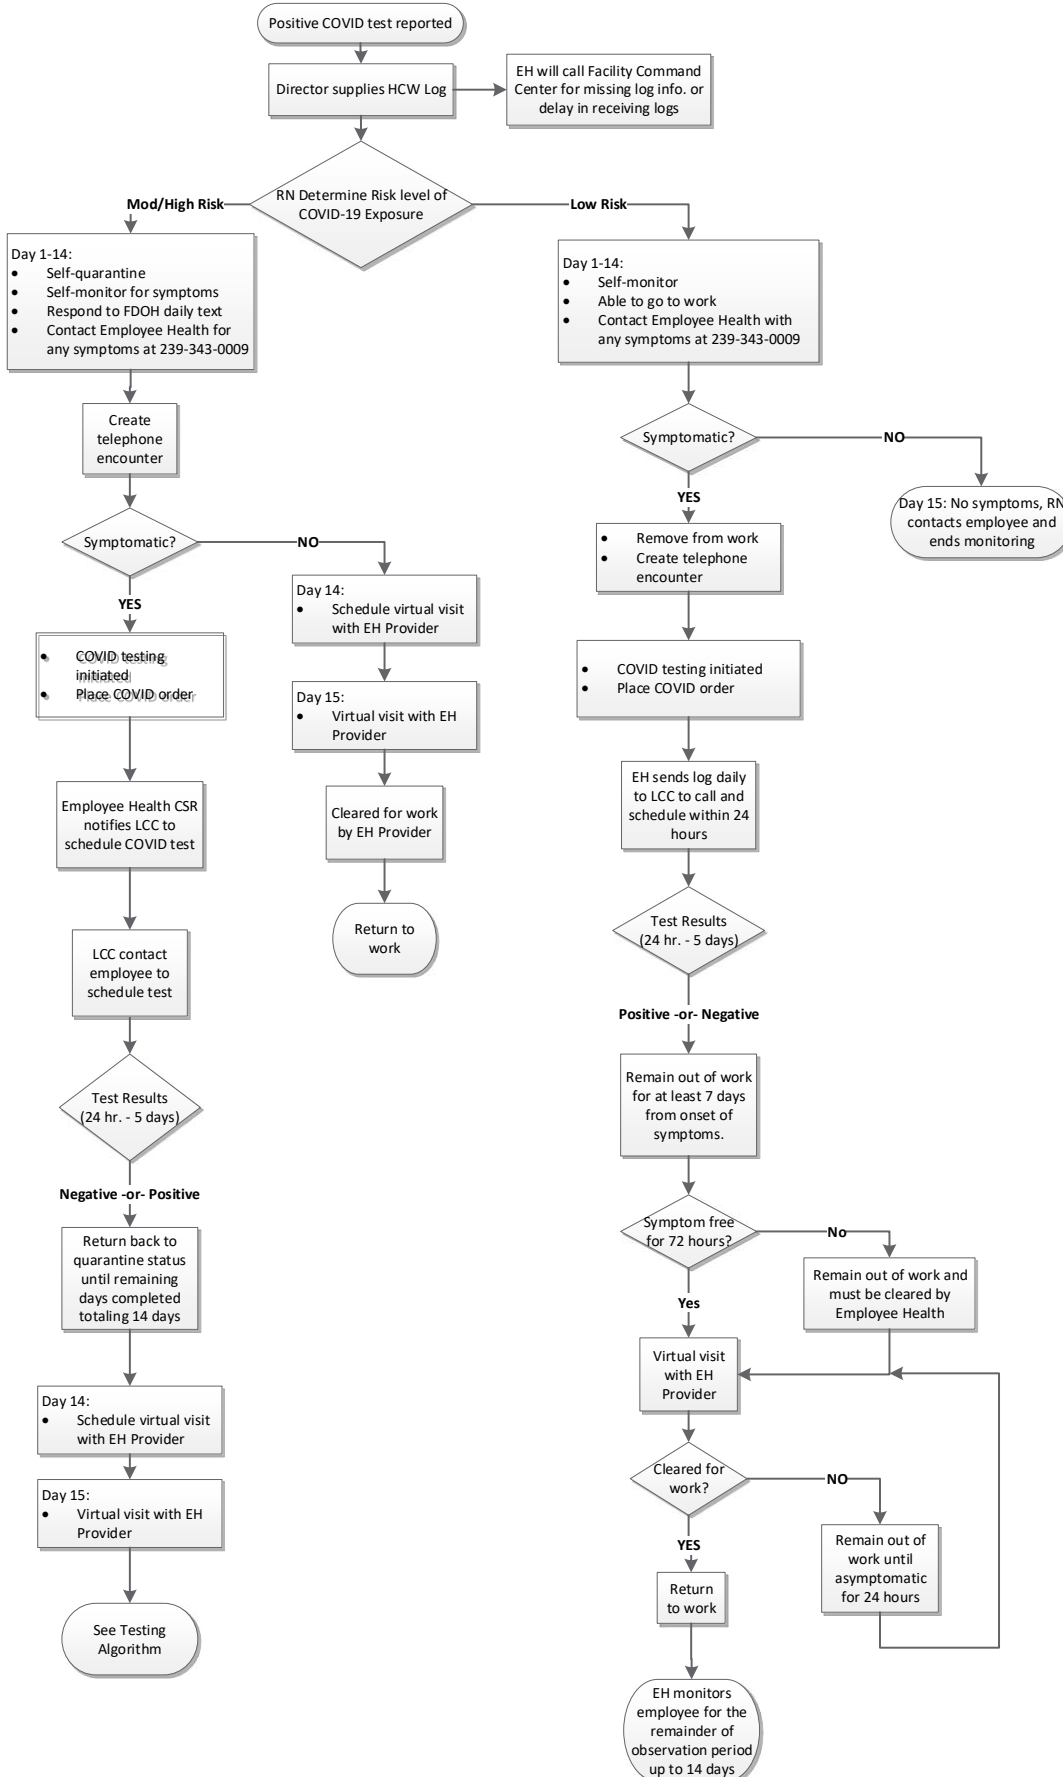 Positive COVID test reported
Director supplies HCW Log
EH will call Facility Command
Center for missing log info. or
delay in receiving logs
RN Determine Risk level of
COVID-19 Exposure
Mod/High Risk
Low Risk
Day 1-14:
• Self-quarantine
• Self-monitor for symptoms
• Respond to FDOH daily text
• Contact Employee Health for
any symptoms at 239-343-0009
Create
telephone
encounter
Symptomatic?
NO
YES
Day 14:
• Schedule virtual visit
with EH Provider
Day 15:
• Virtual visit with EH
Provider
Cleared for work
by EH Provider
Return to
work
• COVID testing
initiated
• Place COVID order
Employee Health CSR
notifies LCC to
schedule COVID test
LCC contact
employee to
schedule test
Test Results
(24 hr. - 5 days)
Negative -or- Positive
Return back to
quarantine status
until remaining
days completed
totaling 14 days
Day 14:
• Schedule virtual visit
with EH Provider
Day 15:
• Virtual visit with EH
Provider
See Testing
Algorithm
Day 1-14:
• Self-monitor
• Able to go to work
• Contact Employee Health with
any symptoms at 239-343-0009
Symptomatic?
NO
Day 15: No symptoms, RN
contacts employee and
ends monitoring
YES
• Remove from work
• Create telephone
encounter
• COVID testing initiated
• Place COVID order
EH sends log daily
to LCC to call and
schedule within 24
hours
Test Results
(24 hr. - 5 days)
Positive -or- Negative
Remain out of work
for at least 7 days
from onset of
symptoms.
Symptom free
for 72 hours?
No
Remain out of work and
must be cleared by
Employee Health
Yes
Virtual visit
with EH
Provider
Cleared for
work?
NO
Remain out of
work until
asymptomatic
for 24 hours
YES
Return
to work
EH monitors
employee for the
remainder of
observation period
up to 14 days